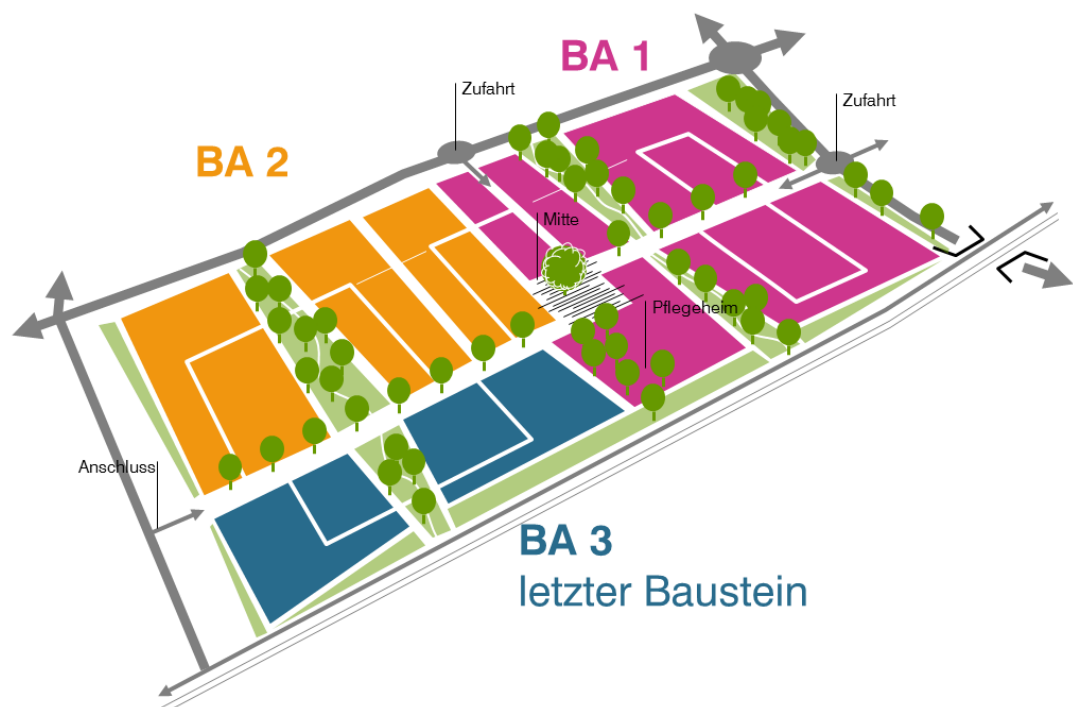 BA 1
Zufahrt
Zufahrt
BA 2
Mitte
Pflegeheim
Anschluss
BA 3
letzter Baustein